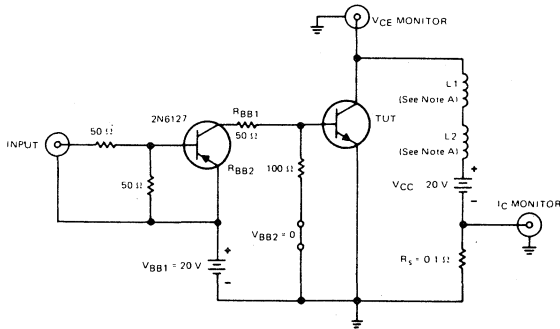 VCE MONITOR
L1
(See Note A)
L2
(See Note A)
2N6127
RBB1
50 Ω
TUT
INPUT
50 Ω
50 Ω
RBB2
100 Ω
VCC 20 V
+
-
IC MONITOR
VBB2 = 0
VBB1 = 20 V
+
-
Rs = 0.1 Ω